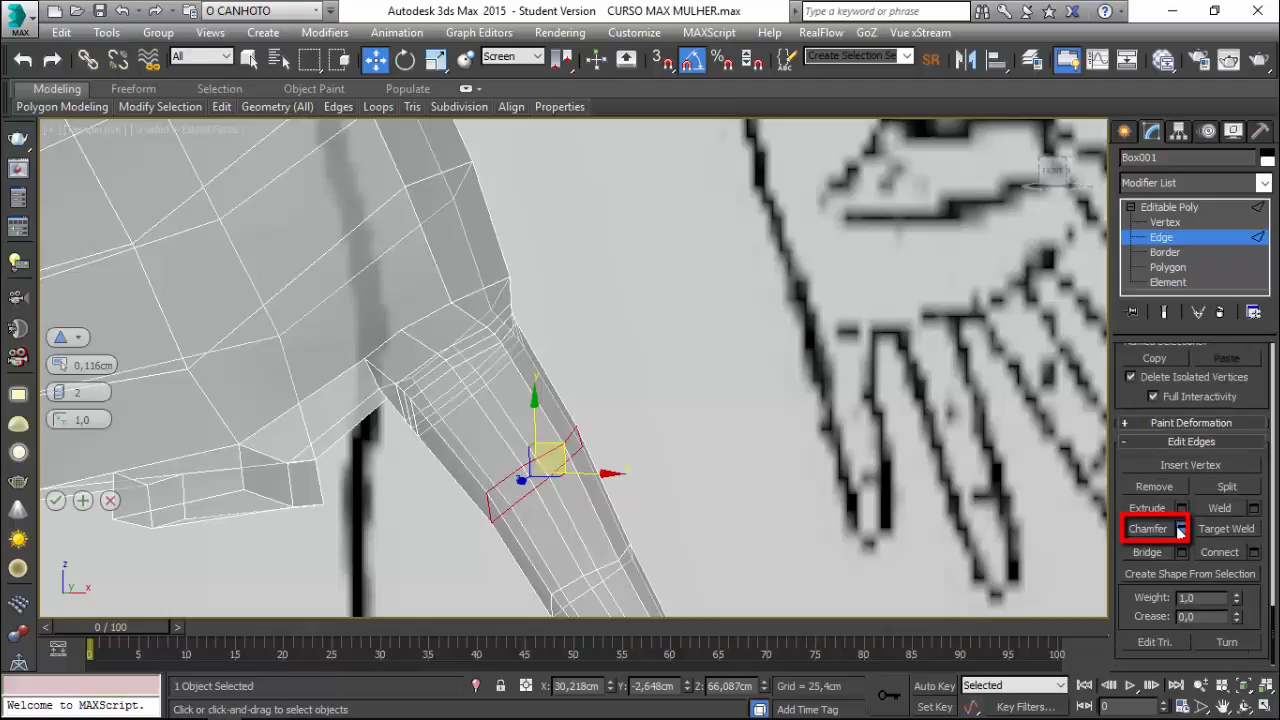 MAX
O CANHOTO
Autodesk 3ds Max 2015 - Student Version CURSO MAX MULHER.max
Type a keyword or phrase
Edit Tools Group Views Create Modifiers Animation Graph Editors Rendering Customize MAXScript RealFlow GoZ Vue xStream
All
Screen
3
Create Selection Se
SR
Modeling Freeform Selection Object Paint Populate
Polygon Modeling Modify Selection Edit Geometry (All) Edges Loops Tris Subdivision Align Properties
Box001
Modifier List
Editable Poly
Vertex
Edge
Border
Polygon
Element
FRONT
0,116cm
2
1,0
y
z
y x
Copy Paste
Delete Isolated Vertices
Full Interactivity
+ Paint Deformation
- Edit Edges
Insert Vertex
Remove Split
Extrude Weld
Chamfer Target Weld
Bridge Connect
Create Shape From Selection
Weight: 1,0
Crease: 0,0
Edit Tri. Turn
< 0 / 100 >
0 5 10 15 20 25 30 35 40 45 50 55 60 65 70 75 80 85 90 95 100
1 Object Selected
X: 30,218cm Y: -2,648cm Z: 66,087cm Grid = 25,4cm
Auto Key Selected
Welcome to MAXScript.
Click or click-and-drag to select objects
Add Time Tag
Set Key Key Filters...
0